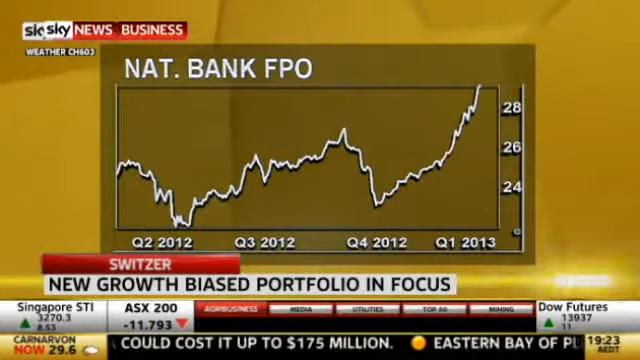 sky sky NEWS BUSINESS
WEATHER CH603
NAT. BANK FPO
28
26
24
22
Q2 2012 Q3 2012 Q4 2012 Q1 2013
SWITZER
NEW GROWTH BIASED PORTFOLIO IN FOCUS
Singapore STI ASX 200 AGRIBUSINESS MEDIA UTILITIES TOP 50 MINING Dow Futures
3270.3 13937
8.53 -11.793 11
CARNARVON COULD COST IT UP TO $175 MILLION. EASTERN BAY OF PL 19:23
NOW 29.6 AEDT